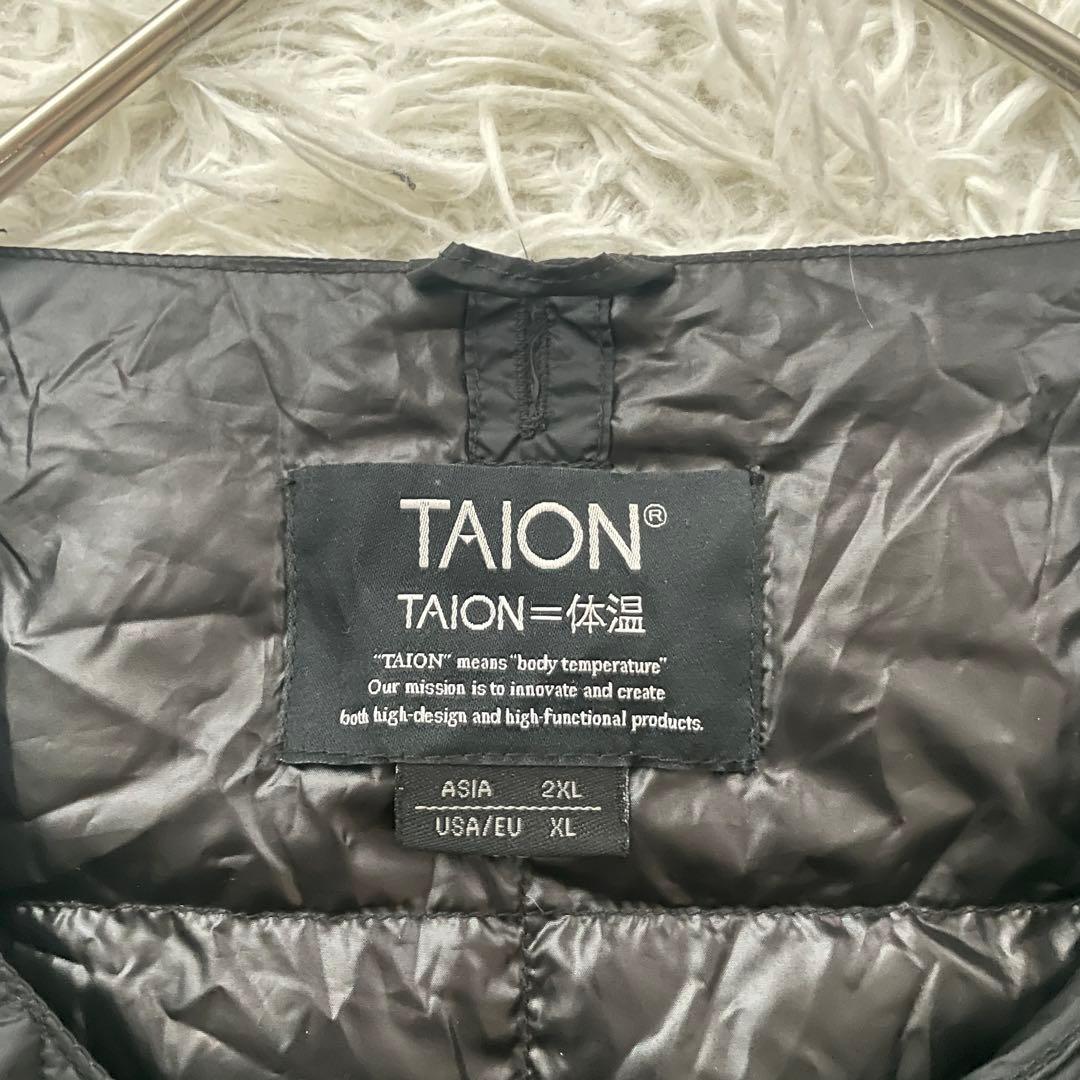 TAION®
TAION=体温
"TAION" means "body temperature"
Our mission is to innovate and create
both high-design and high-functional products.
ASIA 2XL
USA/EU XL